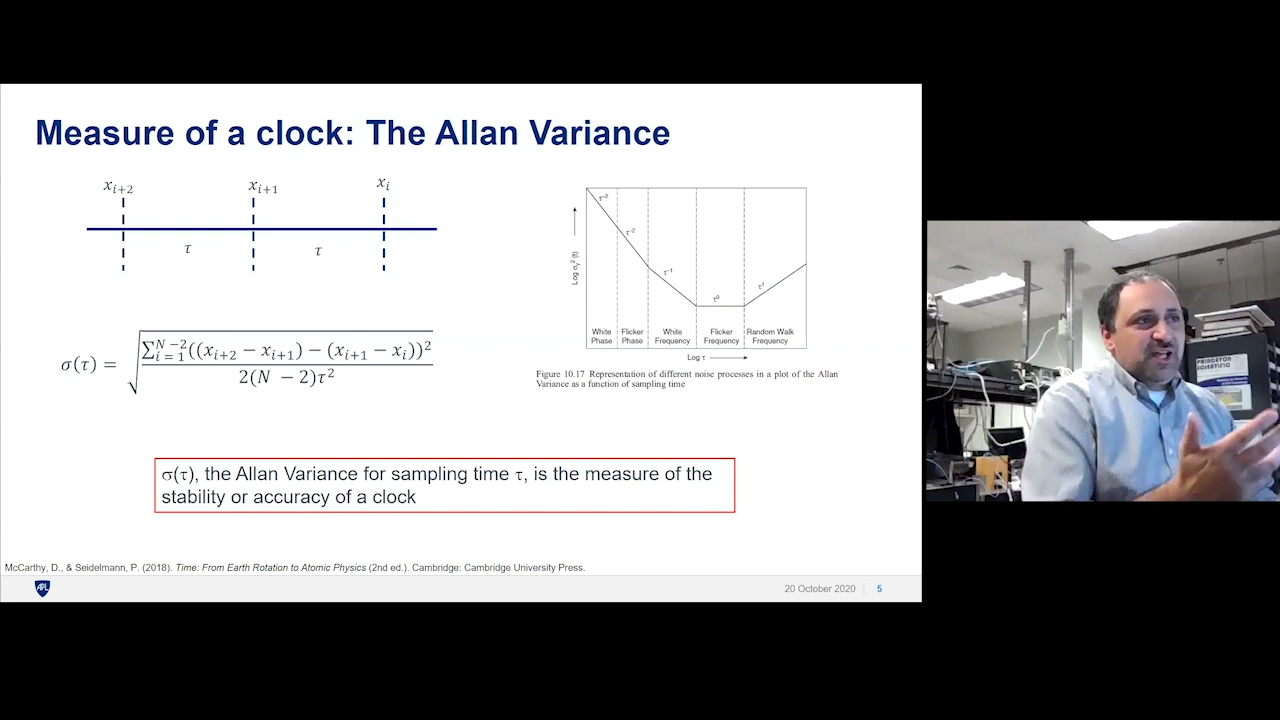 Measure of a clock: The Allan Variance
x_{i+2} x_{i+1} x_i
τ τ
σ(τ) = √(∑_{i = 1}^{N −2}((x_{i+2} − x_{i+1}) − (x_{i+1} − x_i))² / 2(N − 2)τ²)
Log σ_y² (τ)
τ⁻²
τ⁻¹
τ⁰
τ¹
White Phase
Flicker Phase
White Frequency
Flicker Frequency
Random Walk Frequency
Log τ
Figure 10.17 Representation of different noise processes in a plot of the Allan
Variance as a function of sampling time
σ(τ), the Allan Variance for sampling time τ, is the measure of the
stability or accuracy of a clock
McCarthy, D., & Seidelmann, P. (2018). Time: From Earth Rotation to Atomic Physics (2nd ed.). Cambridge: Cambridge University Press.
APL
20 October 2020 5
PRINCETON
SCIENTIFIC